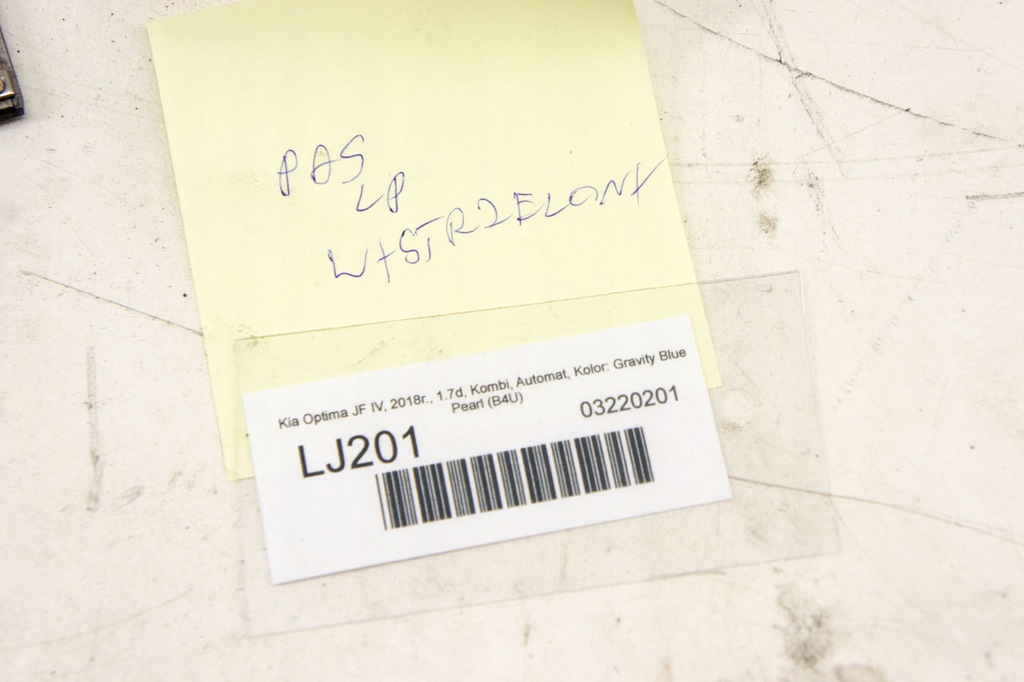 PAS
LP
WYSTRZELONY
Kia Optima JF IV, 2018r., 1.7d, Kombi, Automat, Kolor: Gravity Blue
Pearl (B4U)
03220201
LJ201